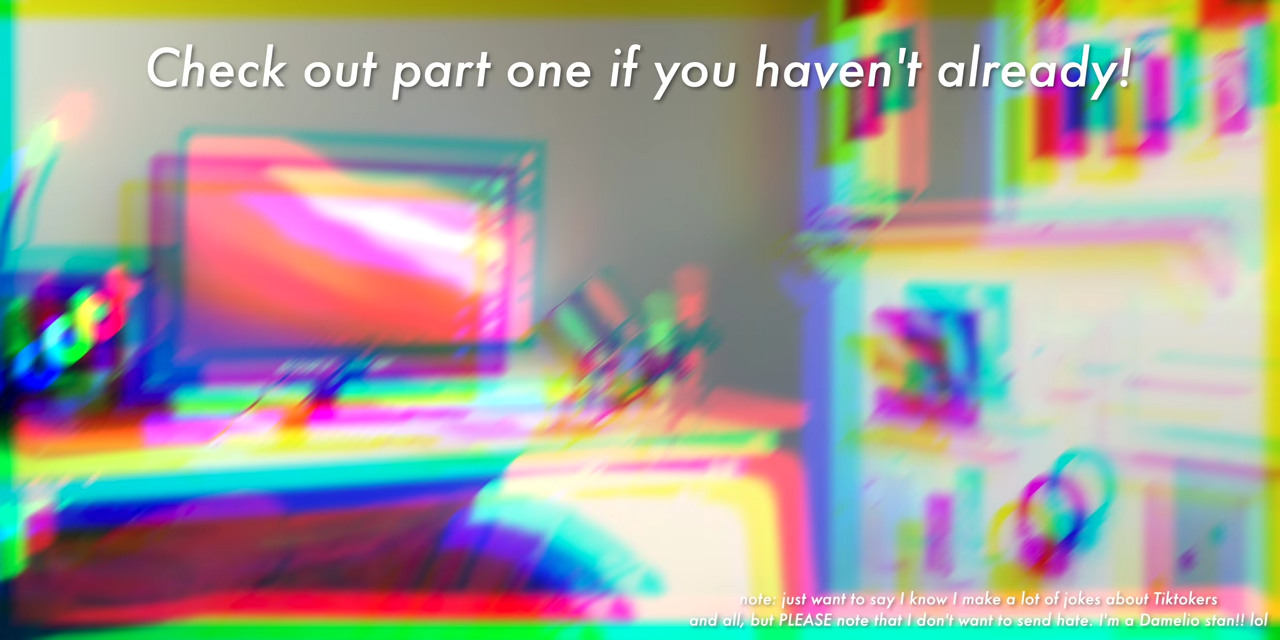 Check out part one if you haven't already!
note: just want to say I know I make a lot of jokes about Tiktokers
and all, but PLEASE note that I don't want to send hate. I'm a Damelio stan!! lol